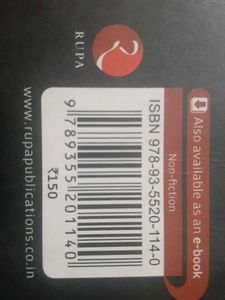 RUPA
Also available as an e-book
Non-fiction
ISBN 978-93-5520-114-0
9 789355 201140
₹150
www.rupapublications.co.in